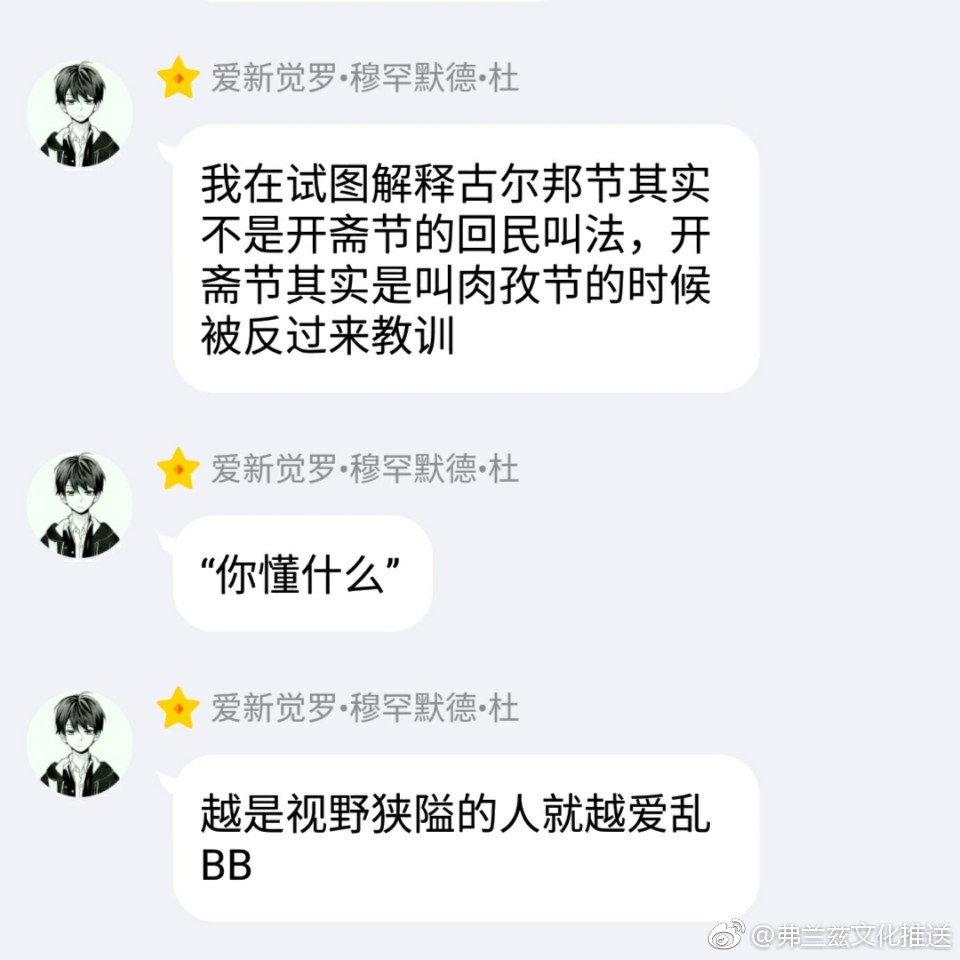 爱新觉罗·穆罕默德·杜
我在试图解释古尔邦节其实
不是开斋节的回民叫法，开
斋节其实是叫肉孜节的时候
被反过来教训
爱新觉罗·穆罕默德·杜
“你懂什么”
爱新觉罗·穆罕默德·杜
越是视野狭隘的人就越爱乱
BB
@弗兰兹文化推送